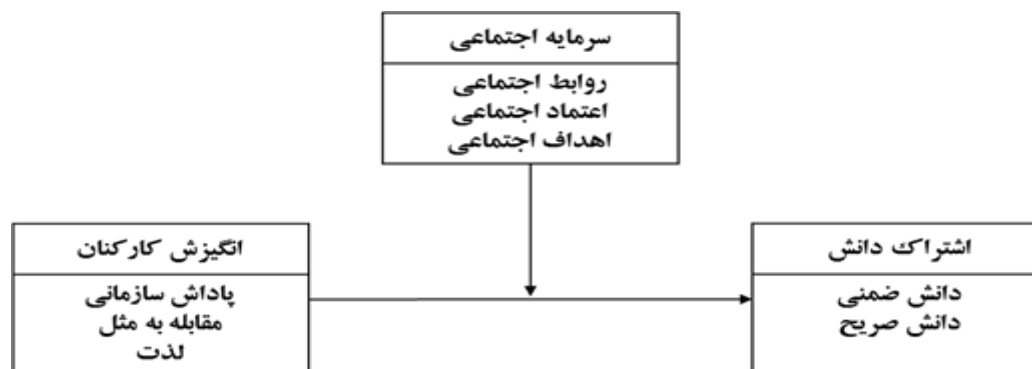 سرمایه اجتماعی
روابط اجتماعی
اعتماد اجتماعی
اهداف اجتماعی
انگیزش کارکنان
پاداش سازمانی
مقابله به مثل
لذت
اشتراک دانش
دانش ضمنی
دانش صریح